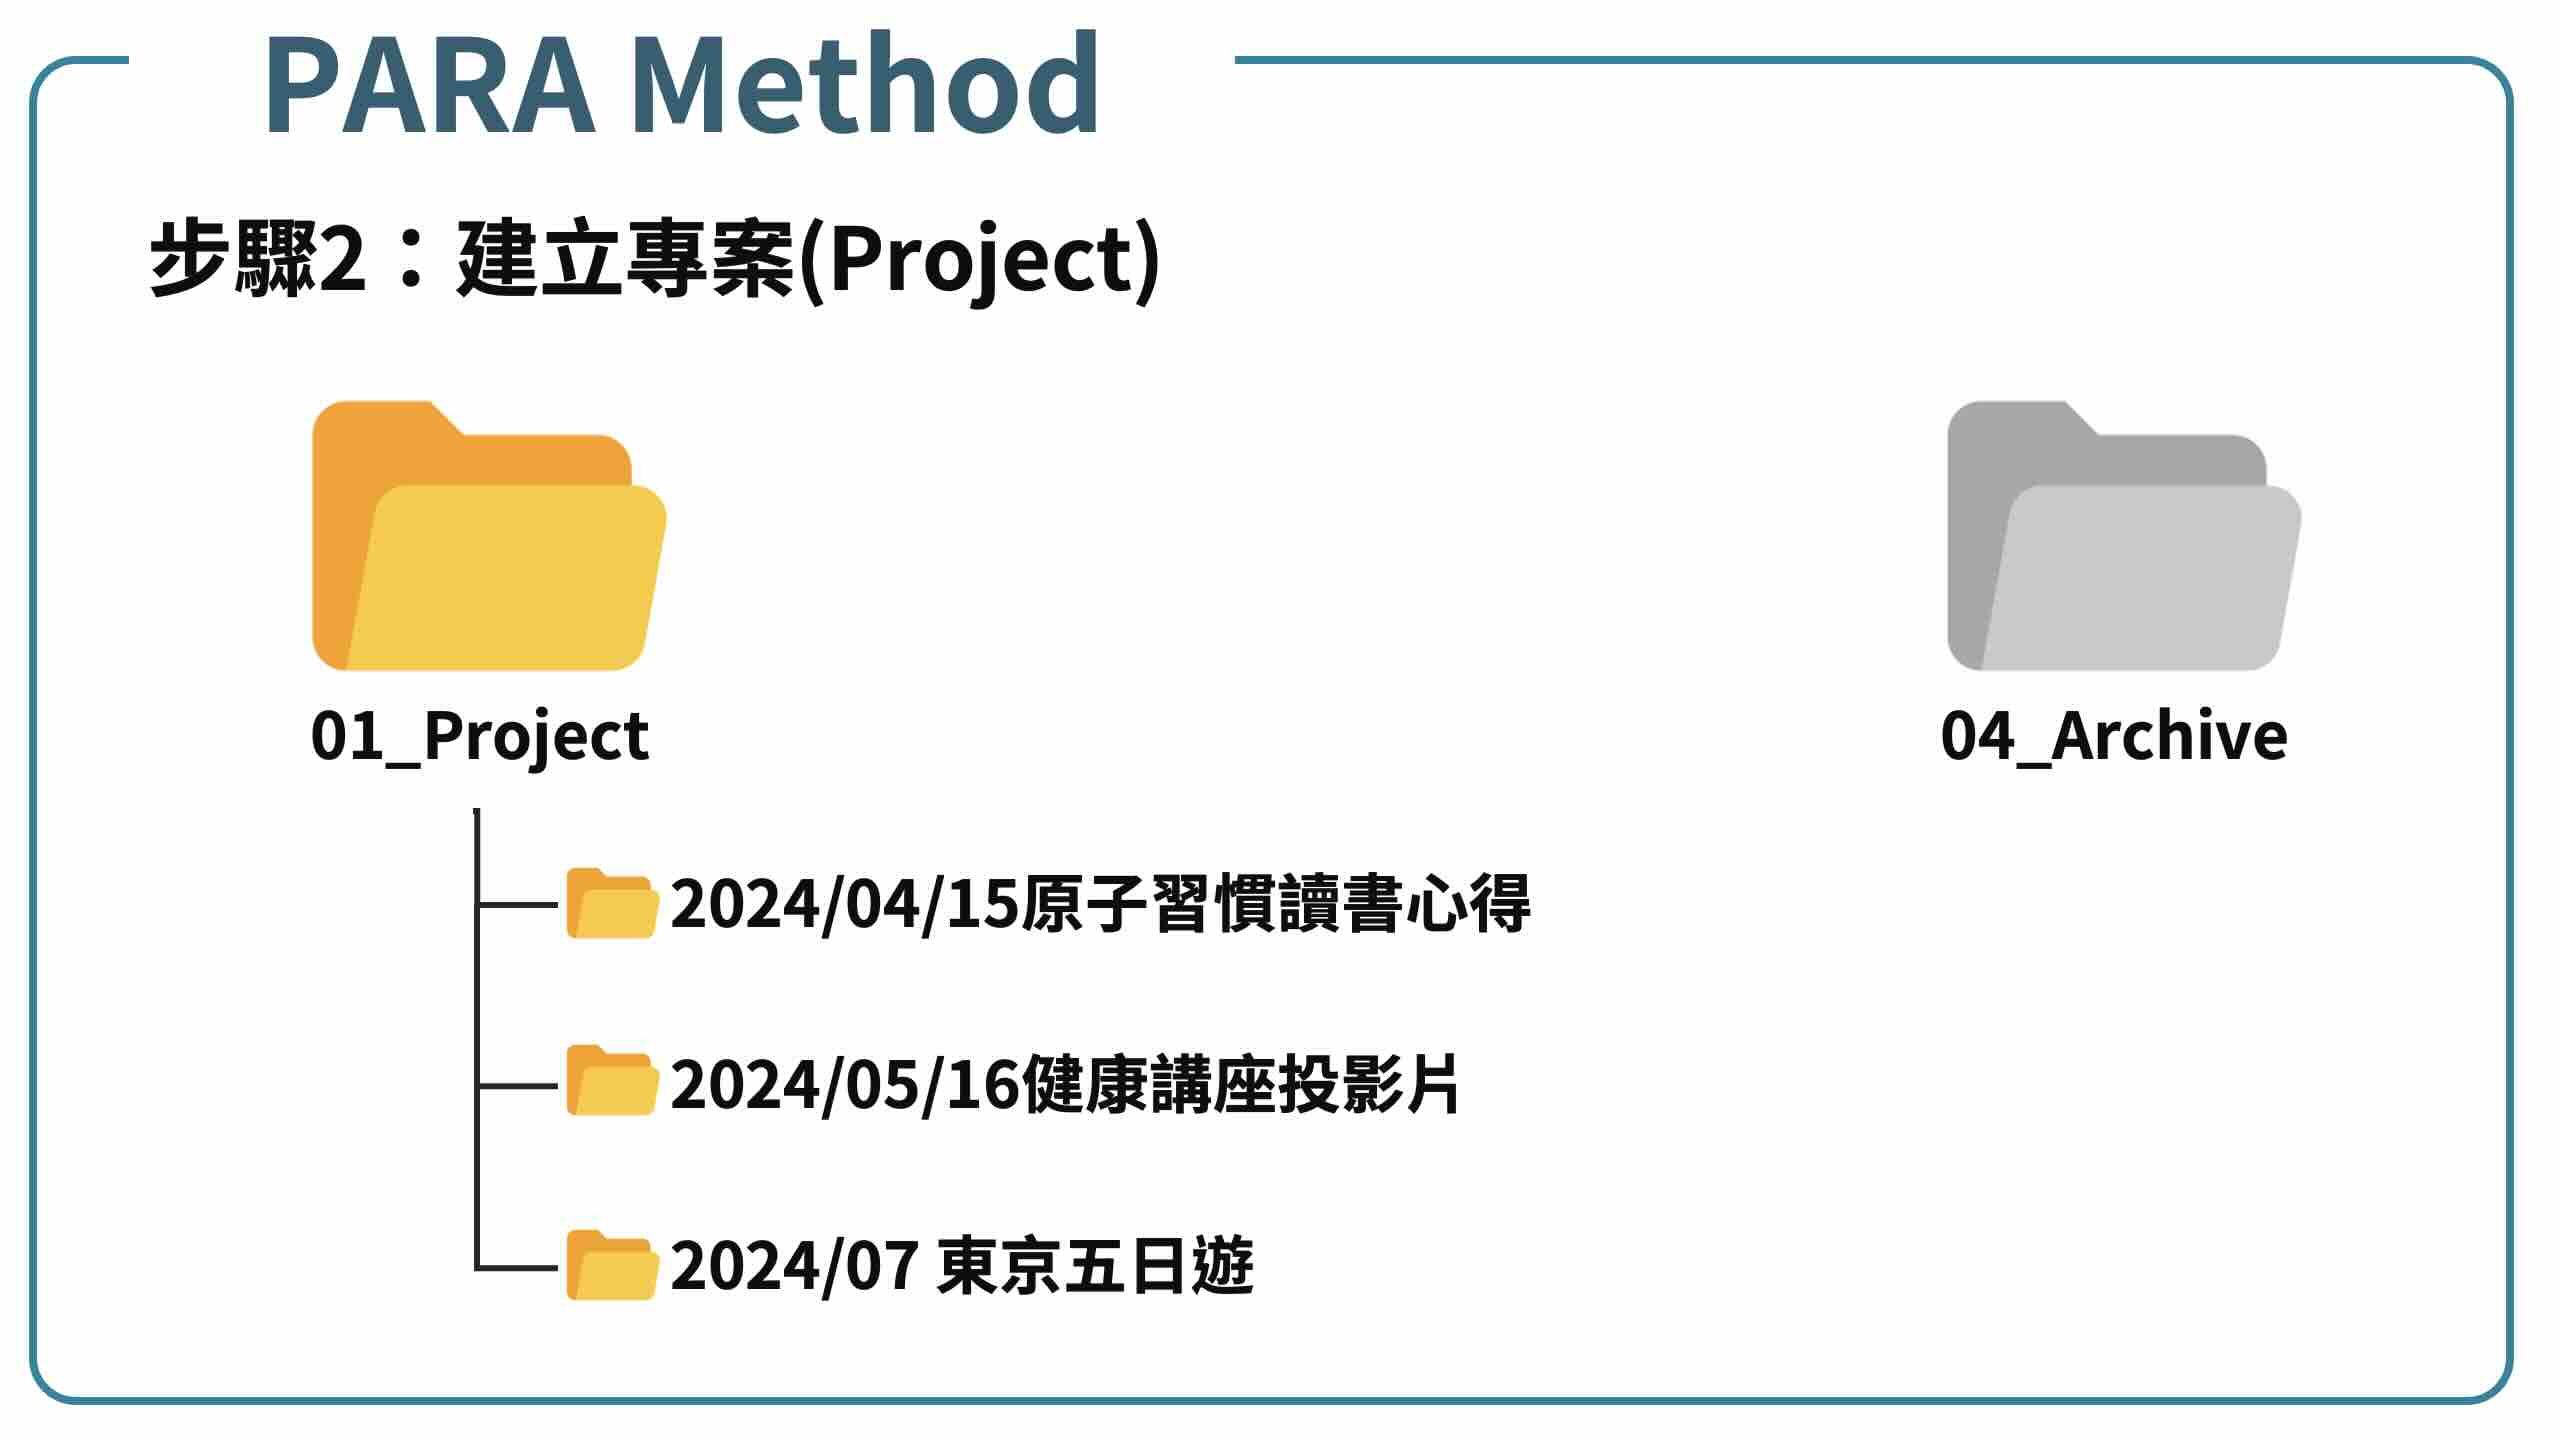 PARA Method
步驟2：建立專案(Project)
01_Project
04_Archive
2024/04/15原子習慣讀書心得
2024/05/16健康講座投影片
2024/07 東京五日遊